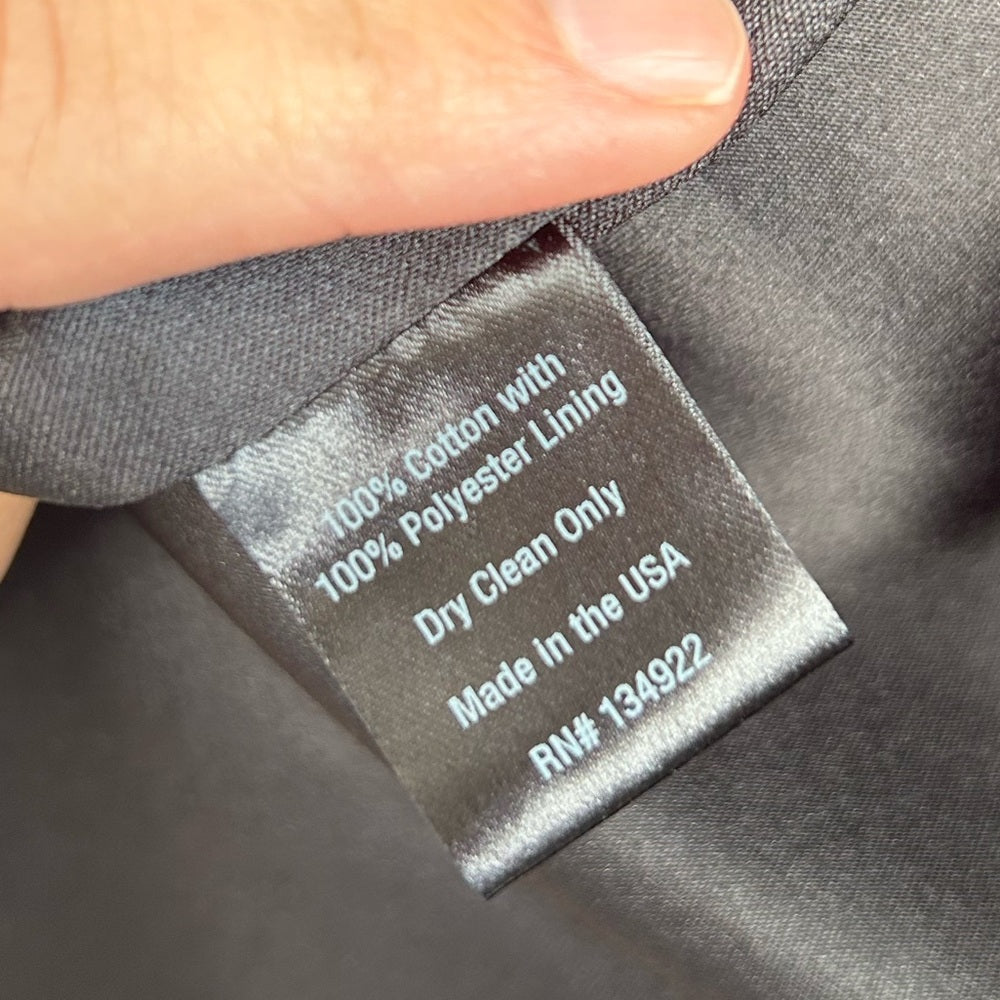 100% Cotton with
100% Polyester Lining
Dry Clean Only
Made in the USA
RN# 134922